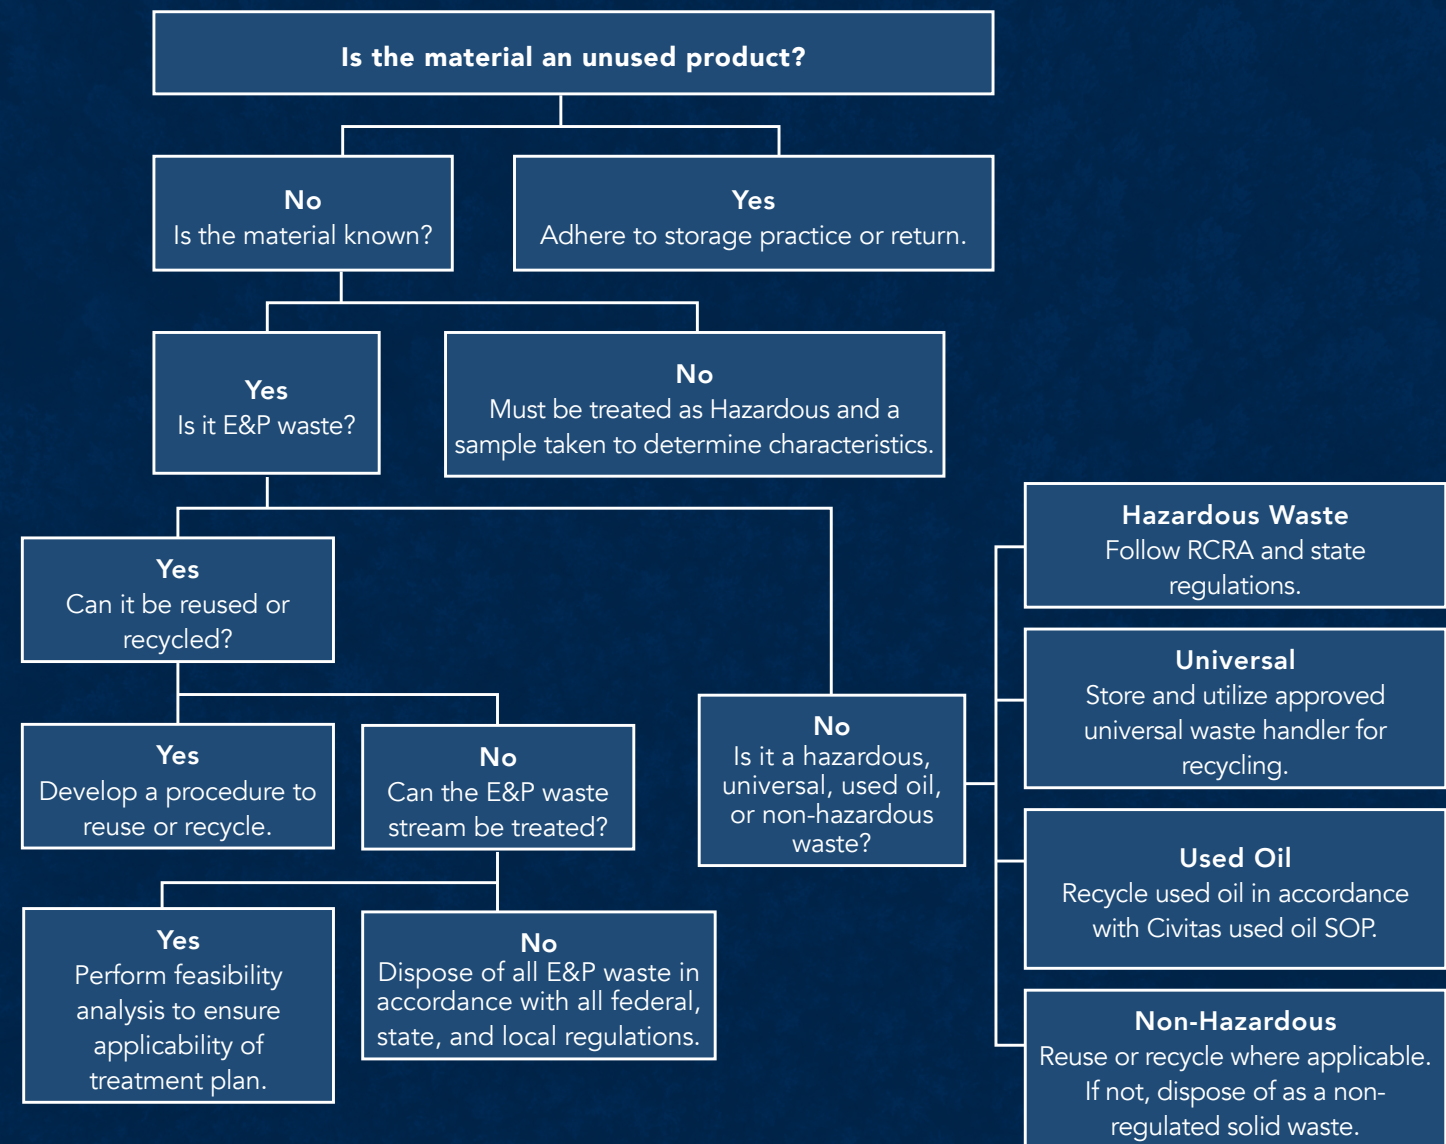 Is the material an unused product?
No
Is the material known?
Yes
Adhere to storage practice or return.
Yes
Is it E&P waste?
No
Must be treated as Hazardous and a
sample taken to determine characteristics.
Yes
Can it be reused or
recycled?
Yes
Develop a procedure to
reuse or recycle.
No
Can the E&P waste
stream be treated?
Yes
Perform feasibility
analysis to ensure
applicability of
treatment plan.
No
Dispose of all E&P waste in
accordance with all federal,
state, and local regulations.
No
Is it a hazardous,
universal, used oil,
or non-hazardous
waste?
Hazardous Waste
Follow RCRA and state
regulations.
Universal
Store and utilize approved
universal waste handler for
recycling.
Used Oil
Recycle used oil in accordance
with Civitas used oil SOP.
Non-Hazardous
Reuse or recycle where applicable.
If not, dispose of as a non-
regulated solid waste.